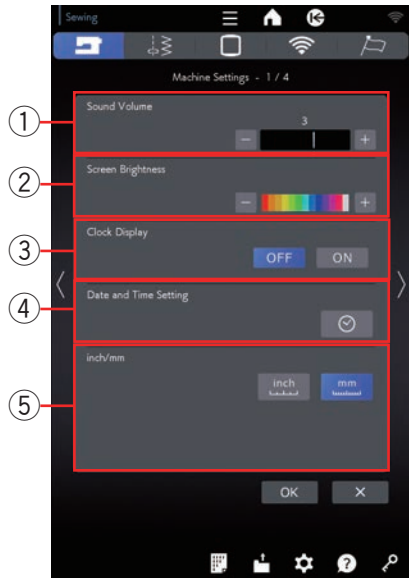 Sewing
Machine Settings - 1 / 4
1
Sound Volume
3
- +
2
Screen Brightness
- +
3
Clock Display
OFF ON
4
Date and Time Setting
5
inch/mm
inch mm
OK X
?